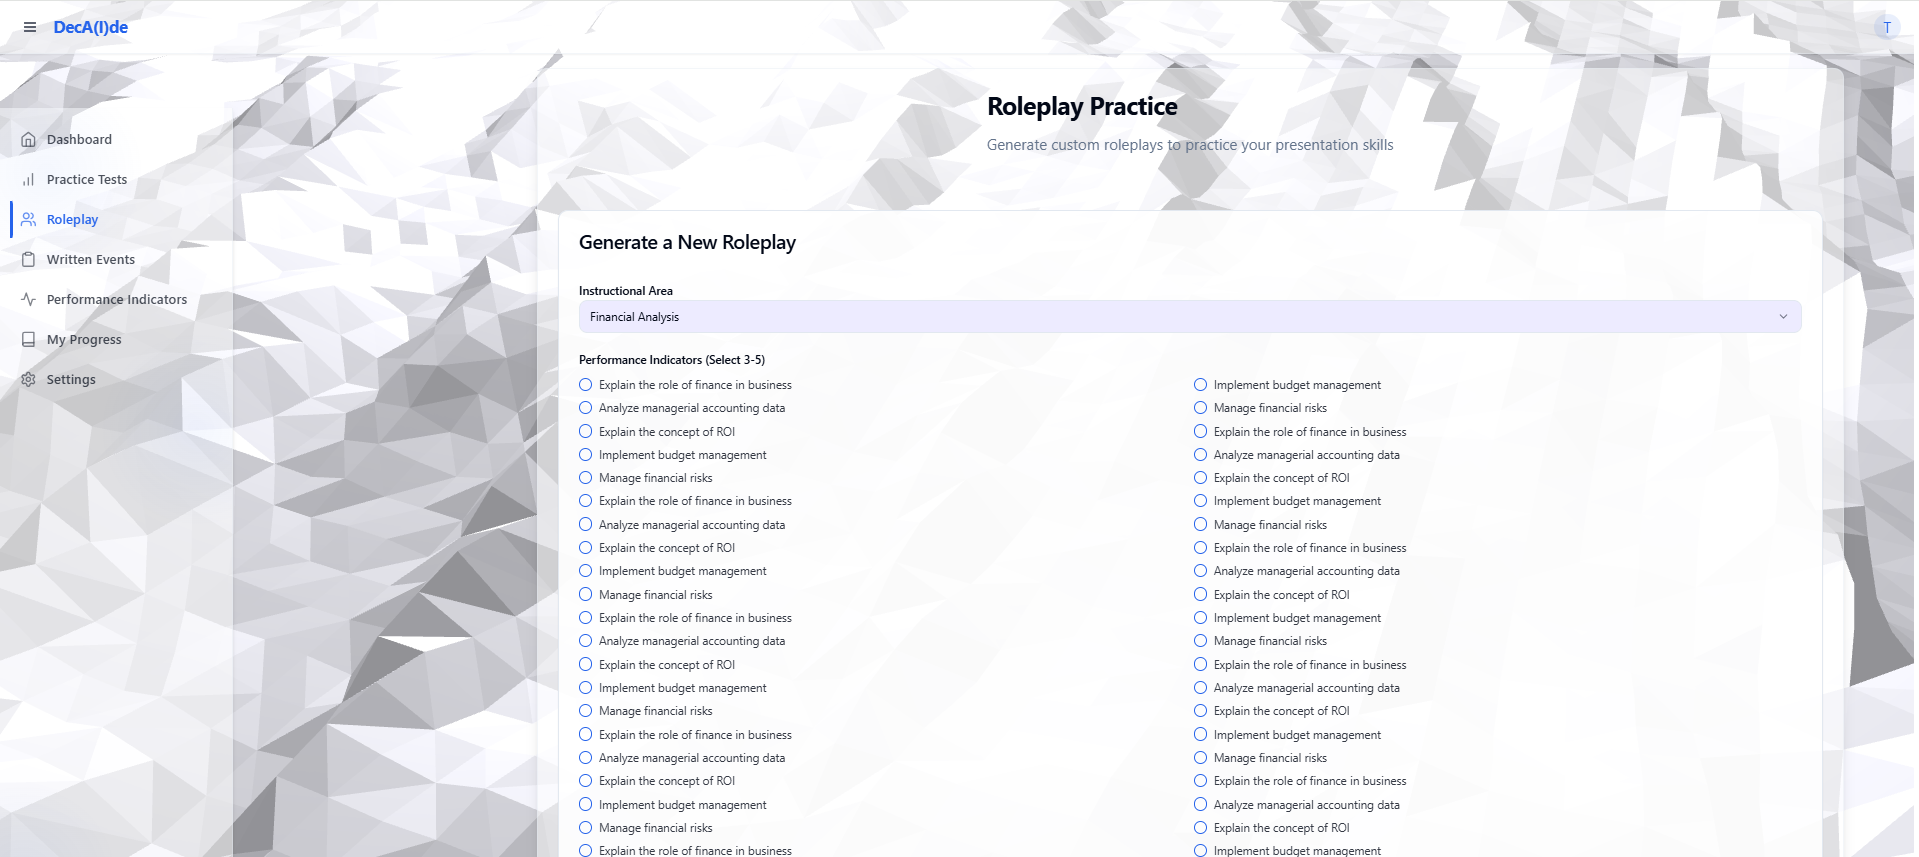 DecA(I)de
T
Dashboard
Practice Tests
Roleplay
Written Events
Performance Indicators
My Progress
Settings
Roleplay Practice
Generate custom roleplays to practice your presentation skills
Generate a New Roleplay
Instructional Area
Financial Analysis
Performance Indicators (Select 3-5)
Explain the role of finance in business
Implement budget management
Analyze managerial accounting data
Manage financial risks
Explain the concept of ROI
Explain the role of finance in business
Implement budget management
Analyze managerial accounting data
Manage financial risks
Explain the concept of ROI
Explain the role of finance in business
Implement budget management
Analyze managerial accounting data
Manage financial risks
Explain the concept of ROI
Explain the role of finance in business
Implement budget management
Analyze managerial accounting data
Manage financial risks
Explain the concept of ROI
Explain the role of finance in business
Implement budget management
Analyze managerial accounting data
Manage financial risks
Explain the concept of ROI
Explain the role of finance in business
Implement budget management
Analyze managerial accounting data
Manage financial risks
Explain the concept of ROI
Explain the role of finance in business
Implement budget management
Analyze managerial accounting data
Manage financial risks
Explain the concept of ROI
Explain the role of finance in business
Implement budget management
Analyze managerial accounting data
Manage financial risks
Explain the concept of ROI
Explain the role of finance in business
Implement budget management